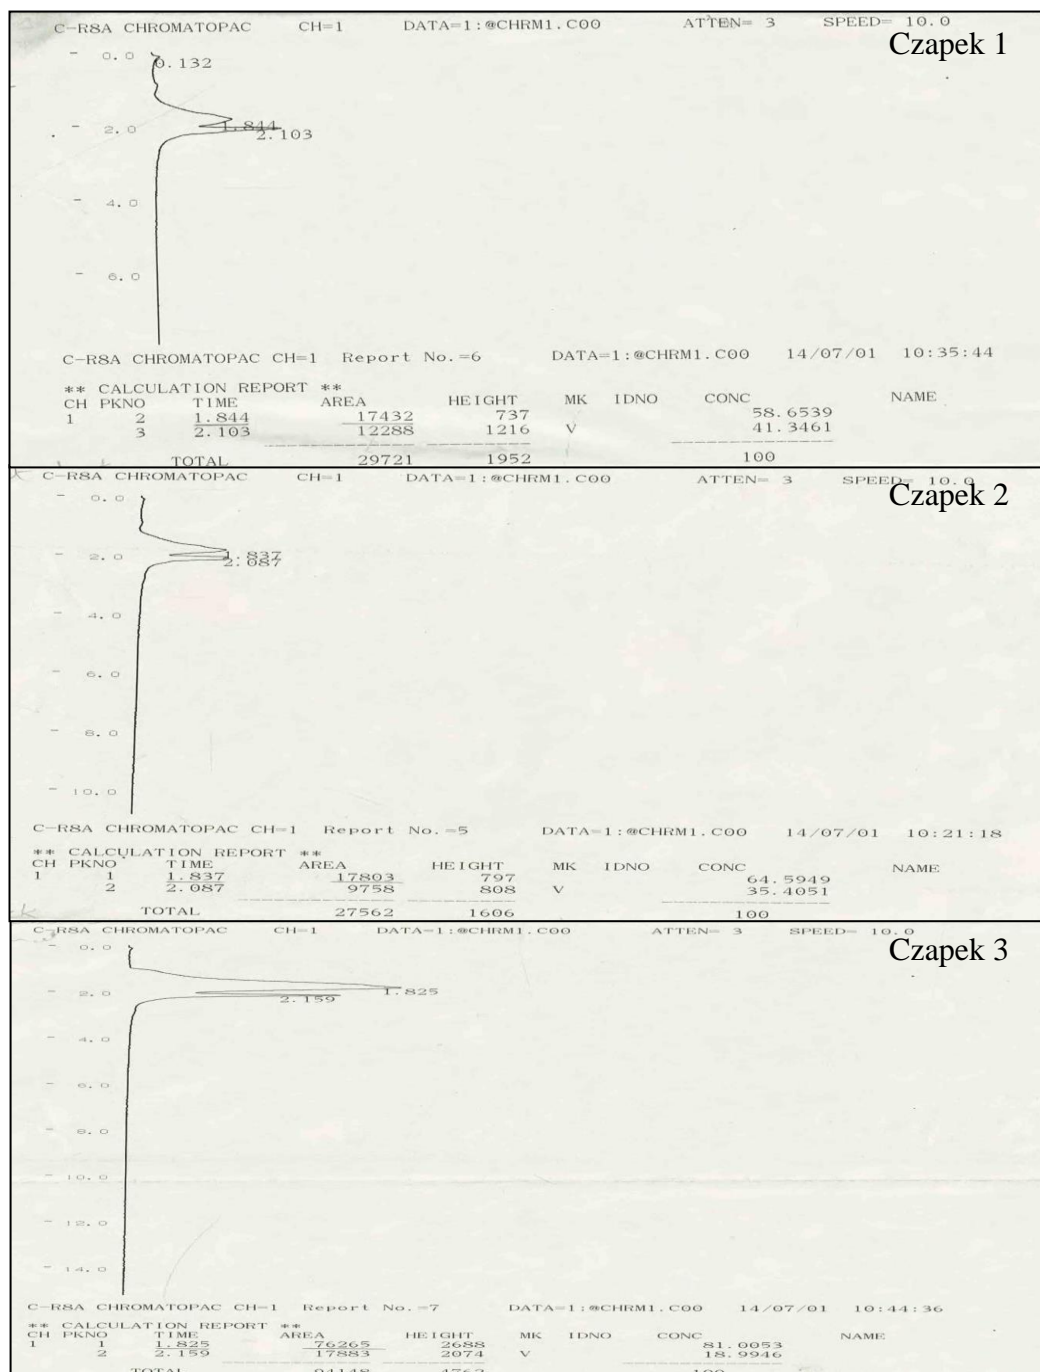 C-R8A CHROMATOPAC CH=1 DATA=1:@CHRM1.C00 ATTEN= 3 SPEED= 10.0
Czapek 1
0.0
0.132
1.844
2.0
2.103
4.0
6.0
C-R8A CHROMATOPAC CH=1 Report No.=6 DATA=1:@CHRM1.C00 14/07/01 10:35:44
** CALCULATION REPORT **
CH PKNO TIME AREA HEIGHT MK IDNO CONC NAME
1 2 1.844 17432 737 58.6539
3 2.103 12288 1216 V 41.3461
TOTAL 29721 1952 100
C-R8A CHROMATOPAC CH=1 DATA=1:@CHRM1.C00 ATTEN= 3 SPEED= 10.0
Czapek 2
0.0
1.837
2.0
2.087
4.0
6.0
8.0
10.0
C-R8A CHROMATOPAC CH=1 Report No.=5 DATA=1:@CHRM1.C00 14/07/01 10:21:18
** CALCULATION REPORT **
CH PKNO TIME AREA HEIGHT MK IDNO CONC NAME
1 1 1.837 17803 797 64.5949
2 2.087 9758 808 V 35.4051
TOTAL 27562 1606 100
C-R8A CHROMATOPAC CH=1 DATA=1:@CHRM1.C00 ATTEN= 3 SPEED= 10.0
Czapek 3
0.0
2.0 1.825
2.159
4.0
6.0
8.0
10.0
12.0
14.0
C-R8A CHROMATOPAC CH=1 Report No.=7 DATA=1:@CHRM1.C00 14/07/01 10:44:36
** CALCULATION REPORT **
CH PKNO TIME AREA HEIGHT MK IDNO CONC NAME
1 1 1.825 76265 2688 81.0053
2 2.159 17883 2074 V 18.9946
TOTAL 94148 4762 100